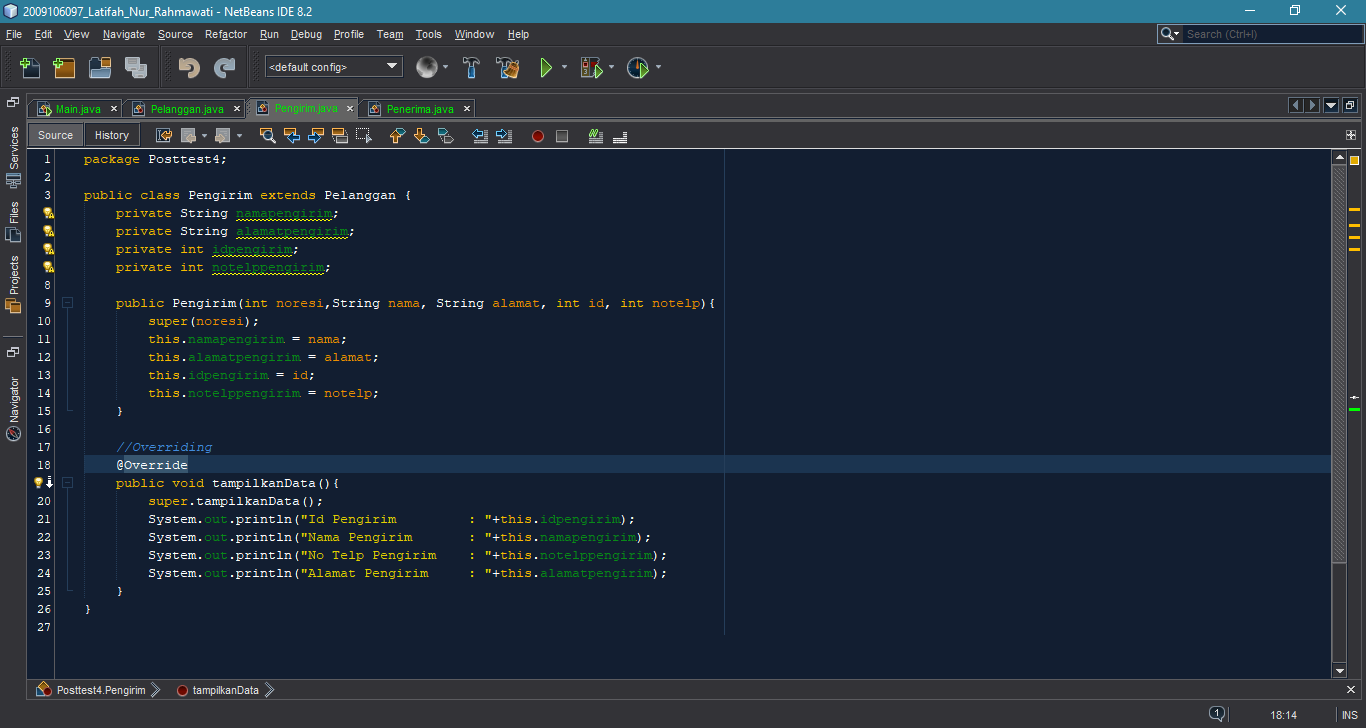 2009106097_Latifah_Nur_Rahmawati - NetBeans IDE 8.2
File Edit View Navigate Source Refactor Run Debug Profile Team Tools Window Help
Search (Ctrl+I)
<default config>
Main.java Pelanggan.java Pengirim.java Penerima.java
Source History
Services
Files
Projects
Navigator
1 package Posttest4;
2
3 public class Pengirim extends Pelanggan {
private String namapengirim;
private String alamatpengirim;
private int idpengirim;
private int notelppengirim;
8
9 public Pengirim(int noresi,String nama, String alamat, int id, int notelp){
10 super(noresi);
11 this.namapengirim = nama;
12 this.alamatpengirim = alamat;
13 this.idpengirim = id;
14 this.notelppengirim = notelp;
15 }
16
17 //Overriding
18 @Override
public void tampilkanData(){
20 super.tampilkanData();
21 System.out.println("Id Pengirim         : "+this.idpengirim);
22 System.out.println("Nama Pengirim       : "+this.namapengirim);
23 System.out.println("No Telp Pengirim    : "+this.notelppengirim);
24 System.out.println("Alamat Pengirim     : "+this.alamatpengirim);
25 }
26 }
27
Posttest4.Pengirim tampilkanData
1 18:14 INS